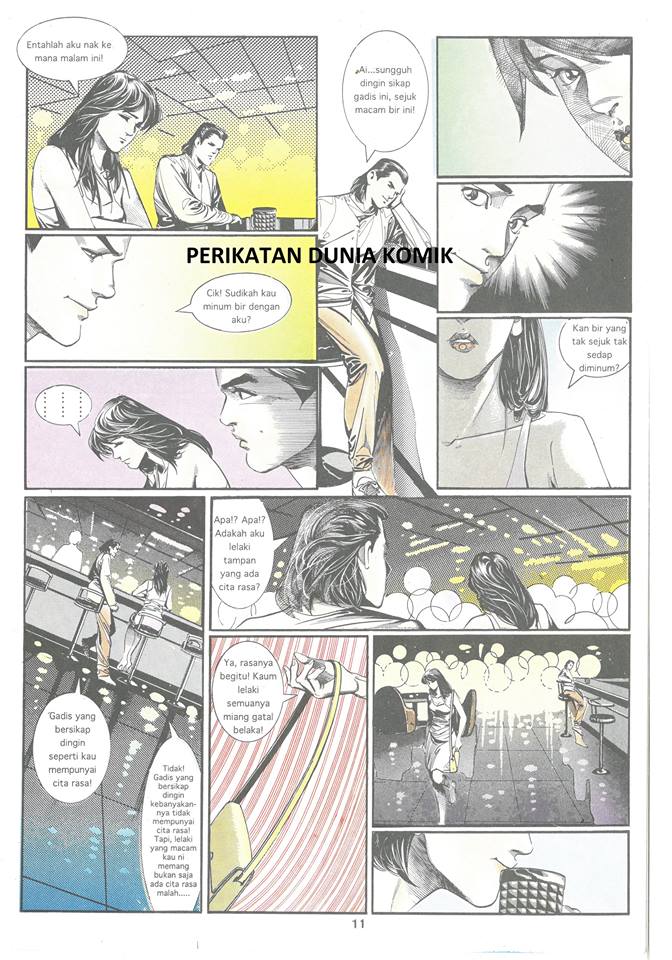 Entahlah aku nak ke
mana malam ini!
Cik! Sudikah kau
minum bir dengan
aku?
Ai...sungguh
dingin sikap
gadis ini, sejuk
macam bir ini!
Kan bir yang
tak sejuk tak
sedap
diminum?
PERIKATAN DUNIA KOMIK
'Gadis yang
bersikap
dingin
seperti kau
mempunyai
cita rasa!
Tidak!
Gadis yang
bersikap
dingin
kebanyakan-
nya tidak
mempunyai
cita rasa!
Tapi, lelaki
yang macam
kau ni
memang
bukan saja
ada cita rasa
malah.....
Apa!? Apa!?
Adakah aku
lelaki
tampan
yang ada
cita rasa?
Ya, rasanya
begitu! Kaum
lelaki
semuanya
miang gatal
belaka!
11